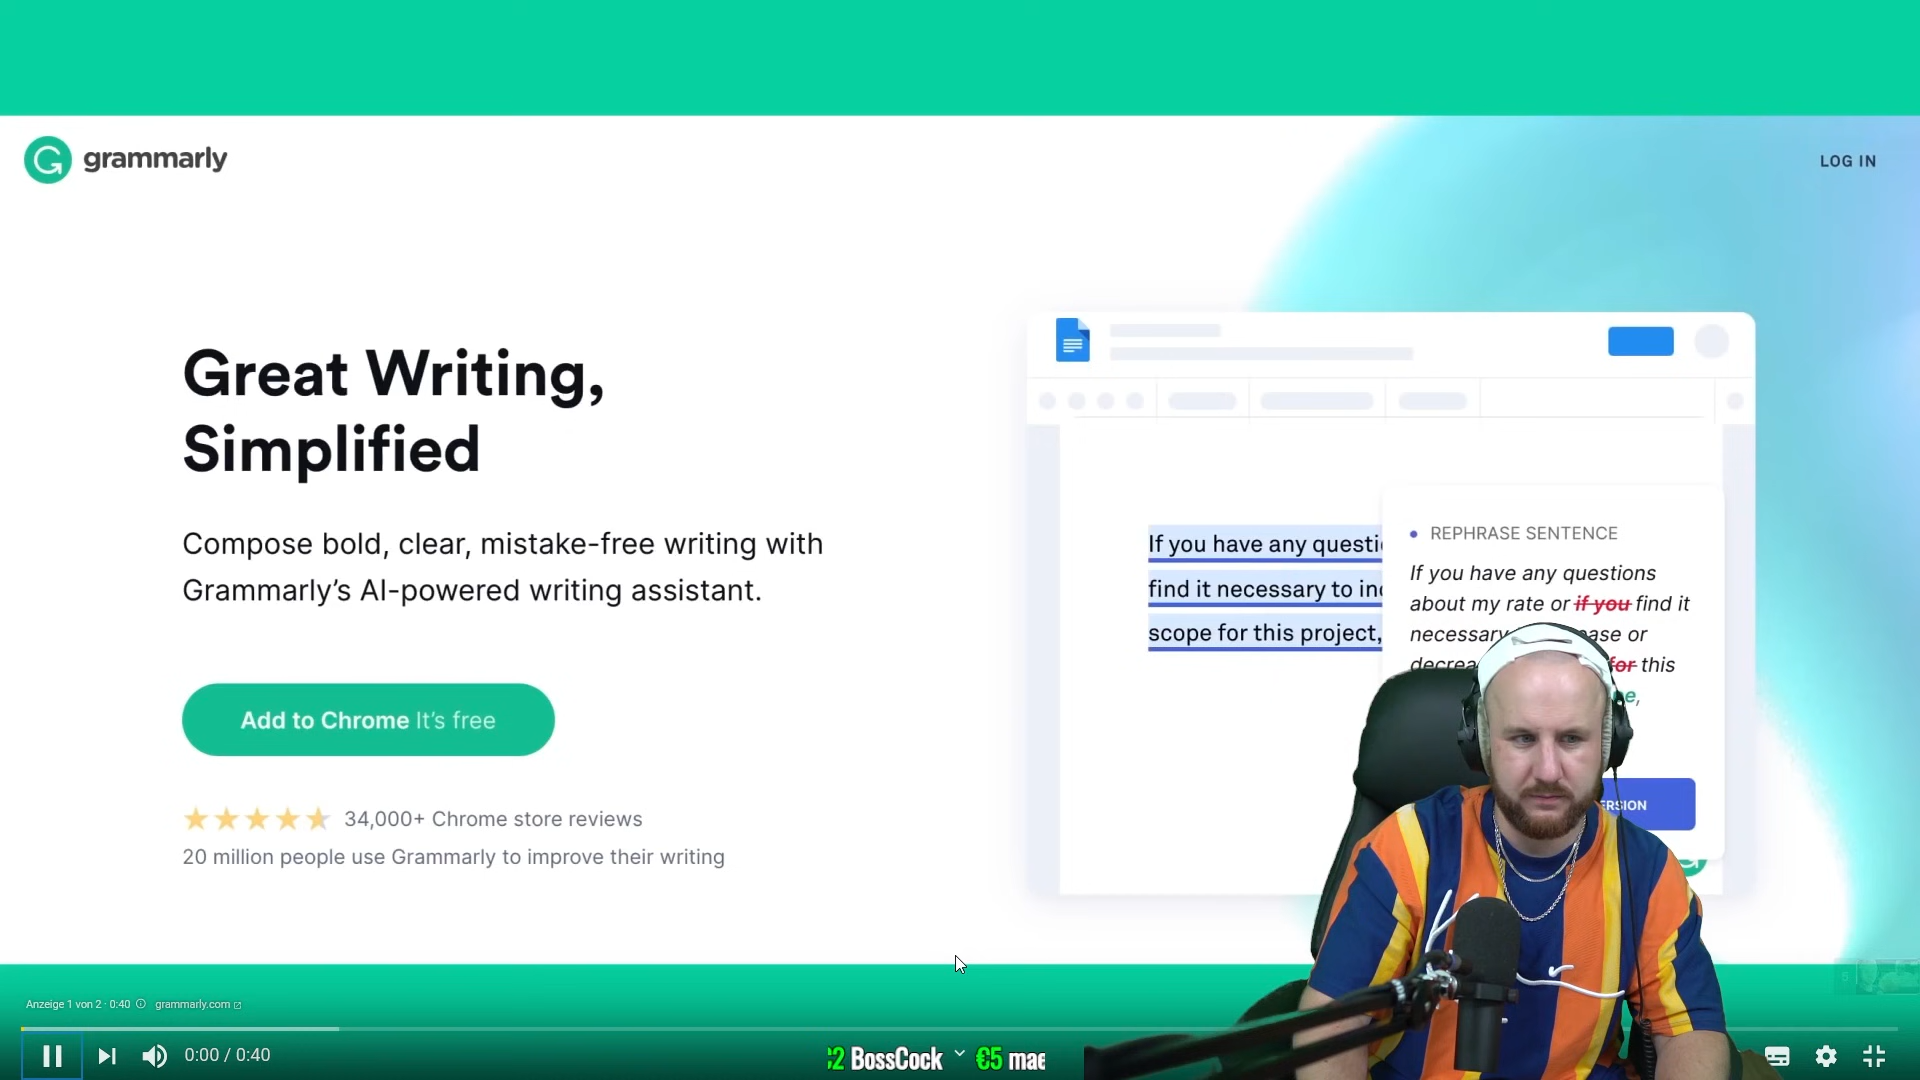 grammarly
LOG IN
Great Writing,
Simplified
Compose bold, clear, mistake-free writing with
Grammarly's AI-powered writing assistant.
Add to Chrome It's free
34,000+ Chrome store reviews
20 million people use Grammarly to improve their writing
If you have any
find it necessary to
scope for this project,
REPHRASE SENTENCE
If you have any questions
about my rate or if you find it
necessary or
for this
Anzeige 1 von 2 · 0:40 grammarly.com
0:00 / 0:40
BossCock €5